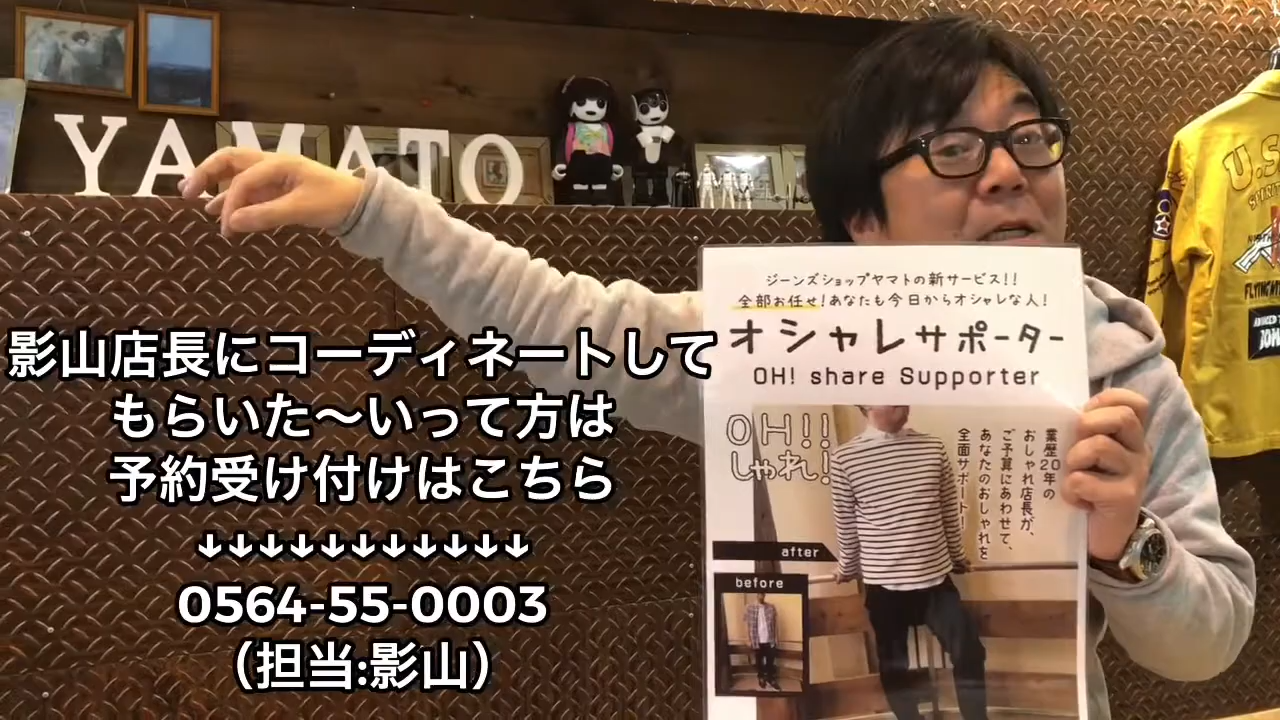 YAMATO
影山店長にコーディネートして
もらいた〜いって方は
予約受け付けはこちら
↓↓↓↓↓↓↓↓↓↓↓
0564-55-0003
（担当:影山）
ジーンズショップヤマトの新サービス!!
全部お任せ!あなたも今日からオシャレな人!
オシャレサポーター
OH! share Supporter
OH!!
しゃれ!
業歴20年の
おしゃれ店長が、
ご予算にあわせて、
あなたのおしゃれを
全面サポート!
after
before